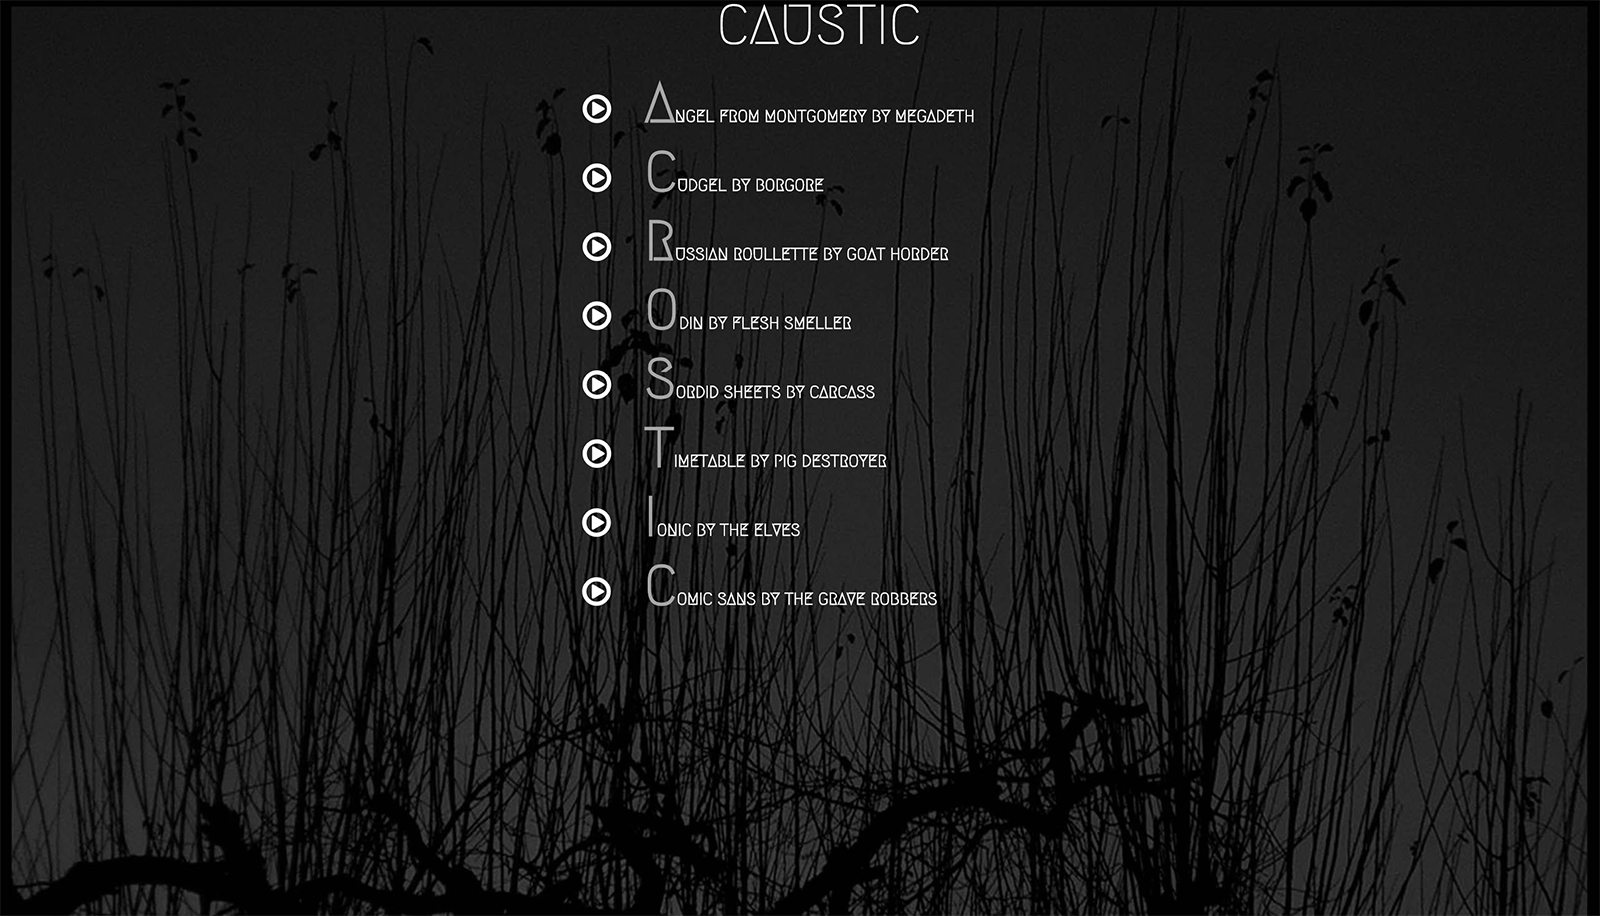 CAUSTIC
ANGEL FROM MONTGOMERY BY MEGADETH
CUDGEL BY BORGORE
RUSSIAN ROULLETTE BY GOAT HORDER
ODIN BY FLESH SMELLER
SORDID SHEETS BY CARCASS
TIMETABLE BY PIG DESTROYER
IONIC BY THE ELVES
COMIC SANS BY THE GRAVE ROBBERS